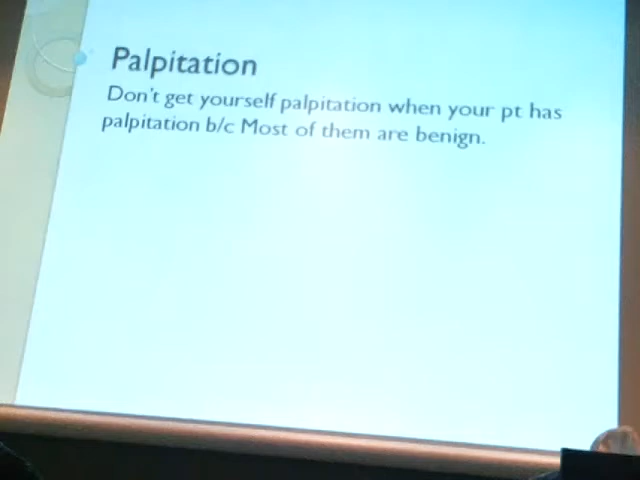 Palpitation
Don't get yourself palpitation when your pt has
palpitation b/c Most of them are benign.